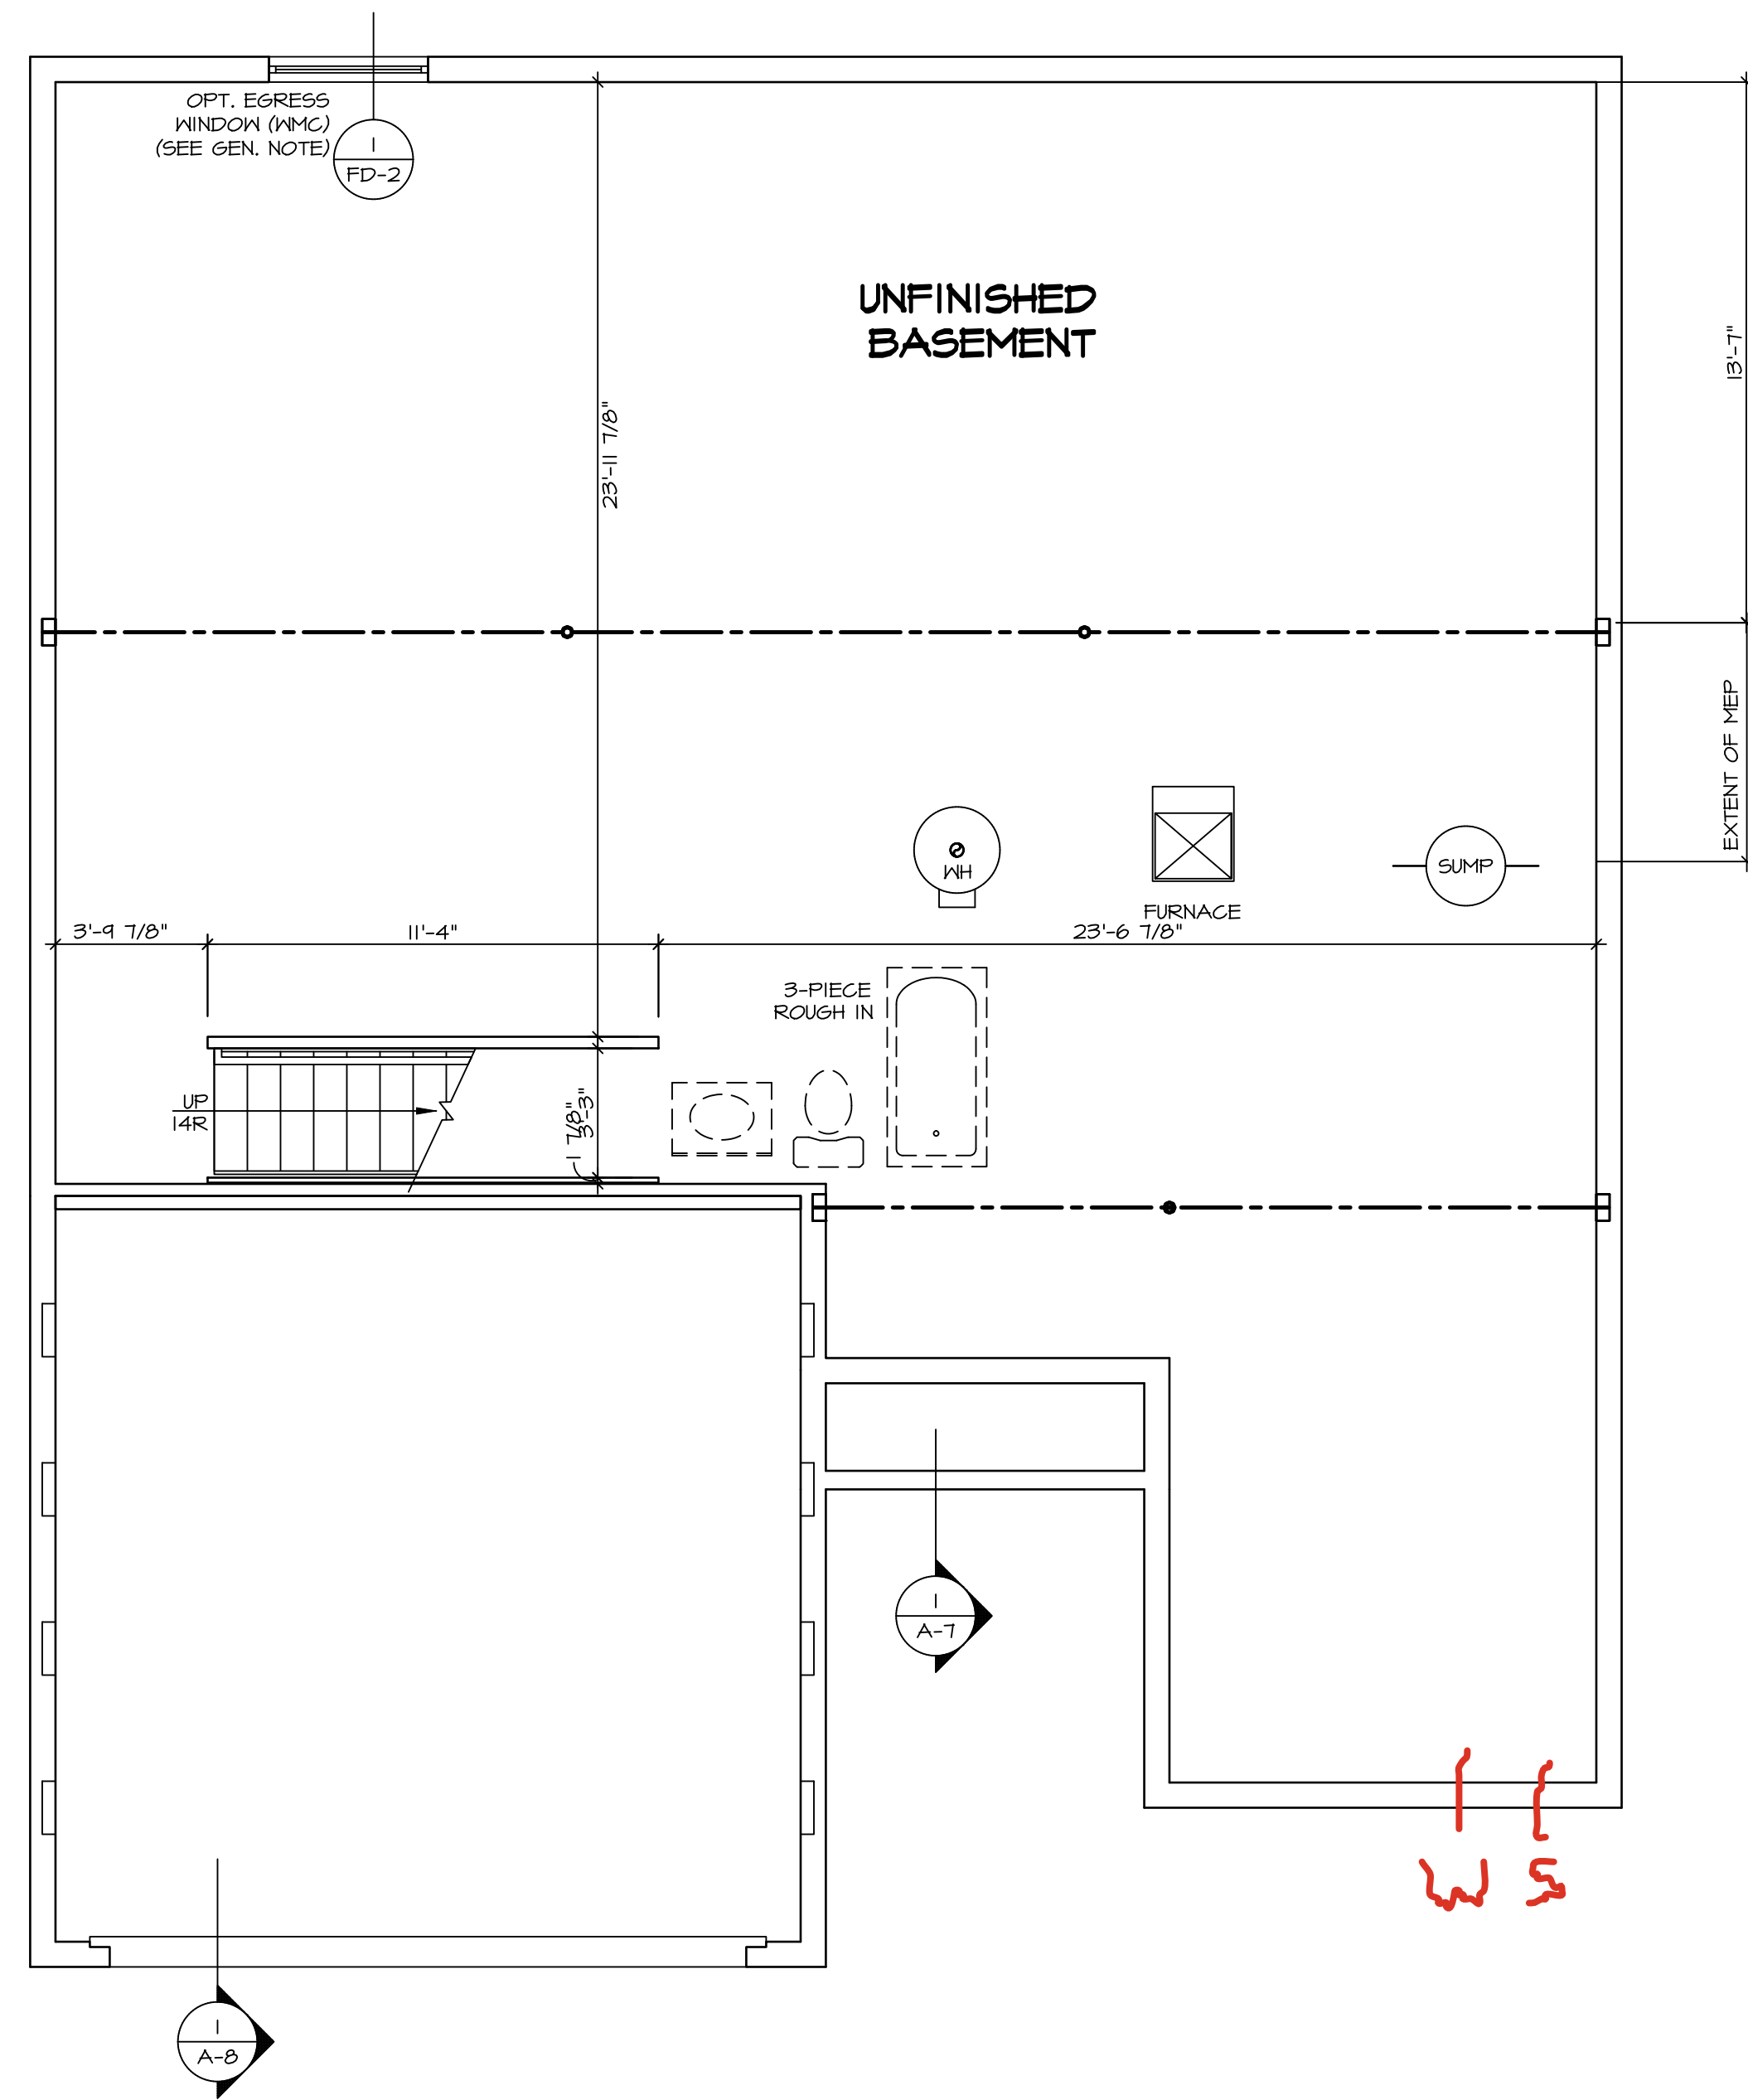 OPT. EGRESS
WINDOW (WMC)
(SEE GEN. NOTE)
1
FD-2
UNFINISHED
BASEMENT
13'-7"
23'-11 7/8"
EXTENT OF MEP
WH
FURNACE
SUMP
3'-9 7/8"
11'-4"
23'-6 7/8"
3-PIECE
ROUGH IN
UP
14R
1 7/8"
3'-3"
1
A-7
W
S
1
A-8